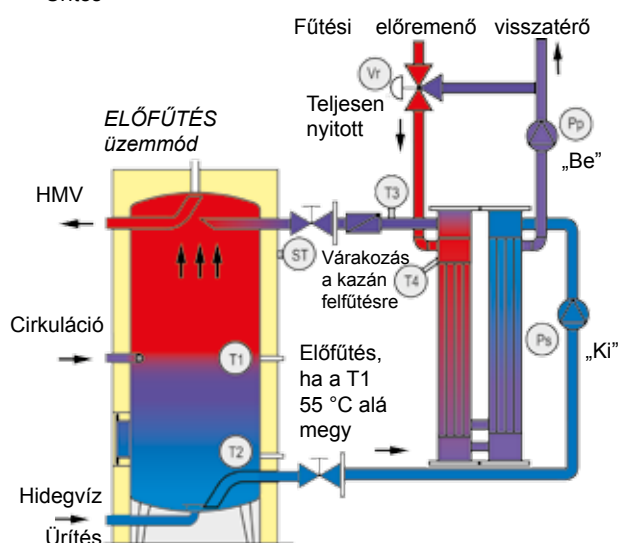 Ürítés
Fűtési előremenő visszatérő
Vr
Teljesen
nyitott
Pp
„Be”
ELŐFŰTÉS
üzemmód
HMV
T3
ST
Várakozás
a kazán
felfűtésre
T4
Cirkuláció
T1
Előfűtés,
ha a T1
55 °C alá
megy
Ps
„Ki”
T2
Hidegvíz
Ürítés